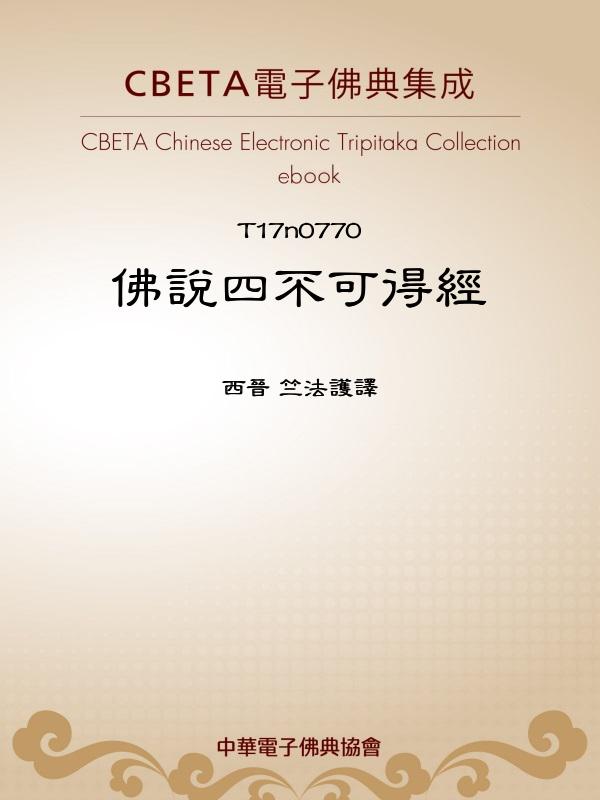 CBETA電子佛典集成
CBETA Chinese Electronic Tripitaka Collection
ebook
T17n0770
佛說四不可得經
西晉 竺法護譯
中華電子佛典協會